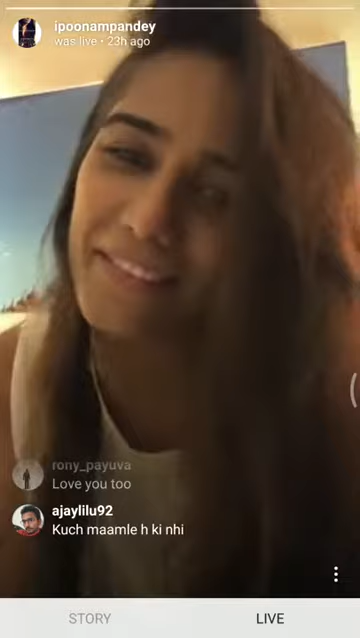 ipoonampandey
was live • 23h ago
rony_payuva
Love you too
ajaylilu92
Kuch maamle h ki nhi
STORY LIVE